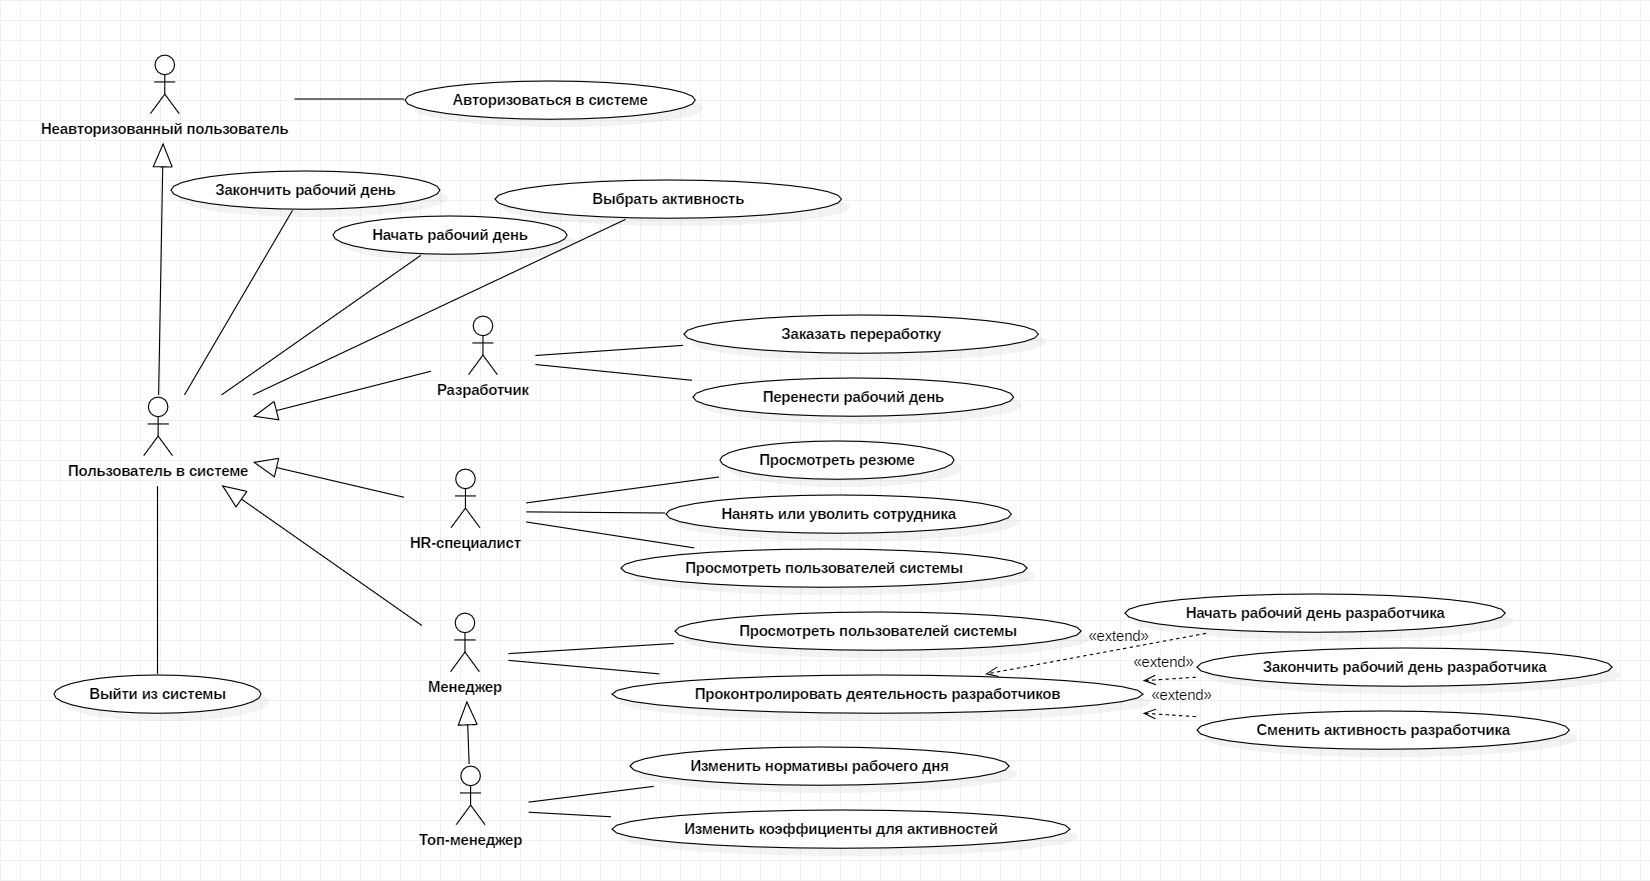 Авторизоваться в системе
Неавторизованный пользователь
Закончить рабочий день
Выбрать активность
Начать рабочий день
Заказать переработку
Разработчик
Перенести рабочий день
Просмотреть резюме
Пользователь в системе
Нанять или уволить сотрудника
HR-специалист
Просмотреть пользователей системы
Начать рабочий день разработчика
Просмотреть пользователей системы
«extend»
«extend»
Закончить рабочий день разработчика
Менеджер
Выйти из системы
Проконтролировать деятельность разработчиков
«extend»
Сменить активность разработчика
Изменить нормативы рабочего дня
Изменить коэффициенты для активностей
Топ-менеджер